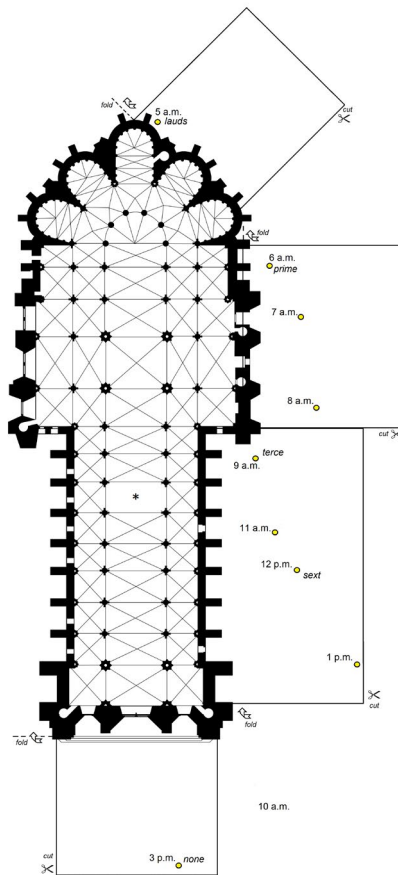 fold
5 a.m.
lauds
cut
fold
6 a.m.
prime
7 a.m.
8 a.m.
cut
terce
9 a.m.
*
11 a.m.
12 p.m.
sext
1 p.m.
cut
fold
fold
10 a.m.
cut
3 p.m. none